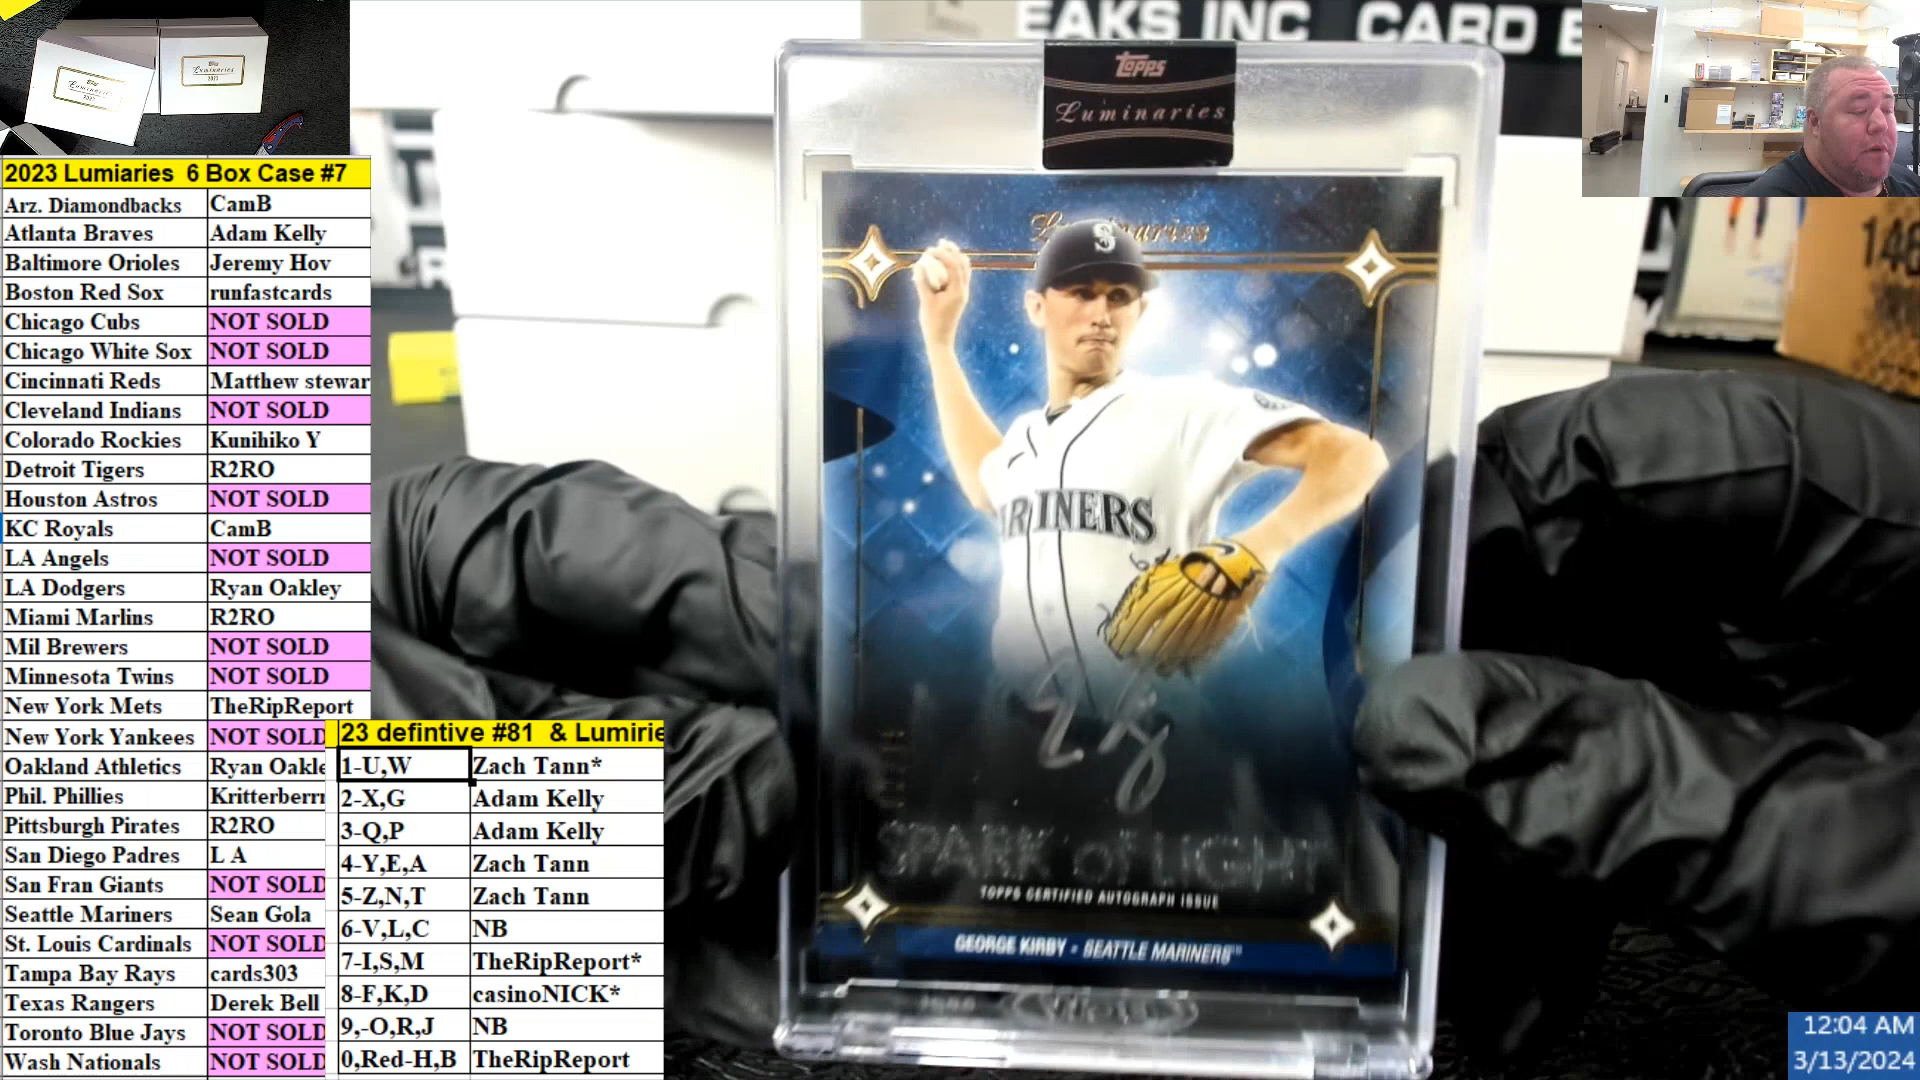 EAKS INC CARD B
Topps
Luminaries
2023
Topps
Luminaries
2023
2023 Lumiaries 6 Box Case #7
Arz. Diamondbacks CamB
Atlanta Braves Adam Kelly
Baltimore Orioles Jeremy Hov
Boston Red Sox runfastcards
Chicago Cubs NOT SOLD
Chicago White Sox NOT SOLD
Cincinnati Reds Matthew stewar
Cleveland Indians NOT SOLD
Colorado Rockies Kunihiko Y
Detroit Tigers R2RO
Houston Astros NOT SOLD
KC Royals CamB
LA Angels NOT SOLD
LA Dodgers Ryan Oakley
Miami Marlins R2RO
Mil Brewers NOT SOLD
Minnesota Twins NOT SOLD
New York Mets TheRipReport
New York Yankees NOT SOLD
Oakland Athletics Ryan Oakle
Phil. Phillies Kritterberr
Pittsburgh Pirates R2RO
San Diego Padres L A
San Fran Giants NOT SOLD
Seattle Mariners Sean Gola
St. Louis Cardinals NOT SOLD
Tampa Bay Rays cards303
Texas Rangers Derek Bell
Toronto Blue Jays NOT SOLD
Wash Nationals NOT SOLD
23 defintive #81 & Lumirie
1-U,W Zach Tann*
2-X,G Adam Kelly
3-Q,P Adam Kelly
4-Y,E,A Zach Tann
5-Z,N,T Zach Tann
6-V,L,C NB
7-I,S,M TheRipReport*
8-F,K,D casinoNICK*
9,-O,R,J NB
0,Red-H,B TheRipReport
Topps
Luminaries
Luminaries
S
MARINERS
SPARK of LIGHT
TOPPS CERTIFIED AUTOGRAPH ISSUE
GEORGE KIRBY - SEATTLE MARINERS™
146
12:04 AM
3/13/2024